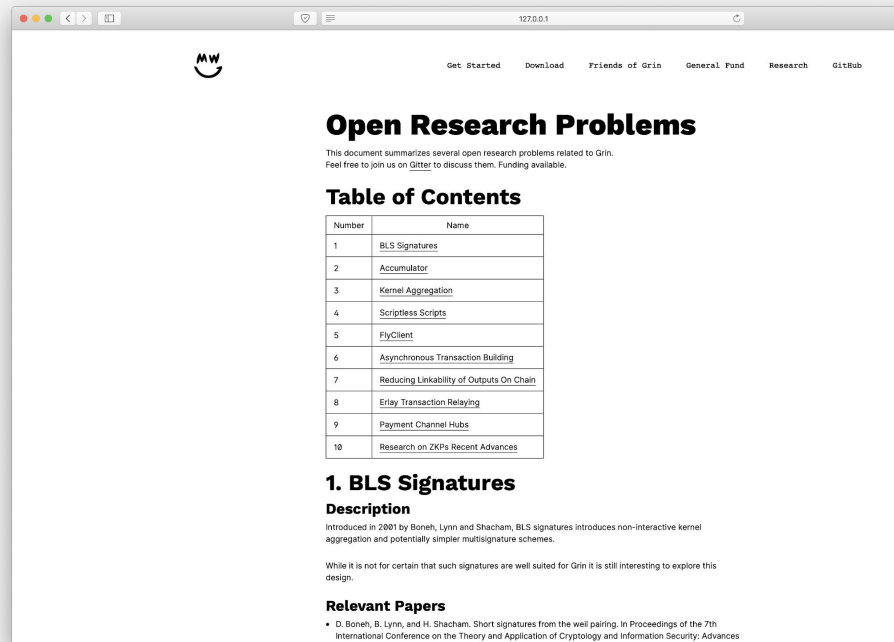 127.0.0.1
MW
Get Started Download Friends of Grin General Fund Research GitHub
Open Research Problems
This document summarizes several open research problems related to Grin.
Feel free to join us on Gitter to discuss them. Funding available.
Table of Contents
Number Name
1 BLS Signatures
2 Accumulator
3 Kernel Aggregation
4 Scriptless Scripts
5 FlyClient
6 Asynchronous Transaction Building
7 Reducing Linkability of Outputs On Chain
8 Erlay Transaction Relaying
9 Payment Channel Hubs
10 Research on ZKPs Recent Advances
1. BLS Signatures
Description
Introduced in 2001 by Boneh, Lynn and Shacham, BLS signatures introduces non-interactive kernel
aggregation and potentially simpler multisignature schemes.
While it is not for certain that such signatures are well suited for Grin it is still interesting to explore this
design.
Relevant Papers
• D. Boneh, B. Lynn, and H. Shacham. Short signatures from the weil pairing. In Proceedings of the 7th
International Conference on the Theory and Application of Cryptology and Information Security: Advances